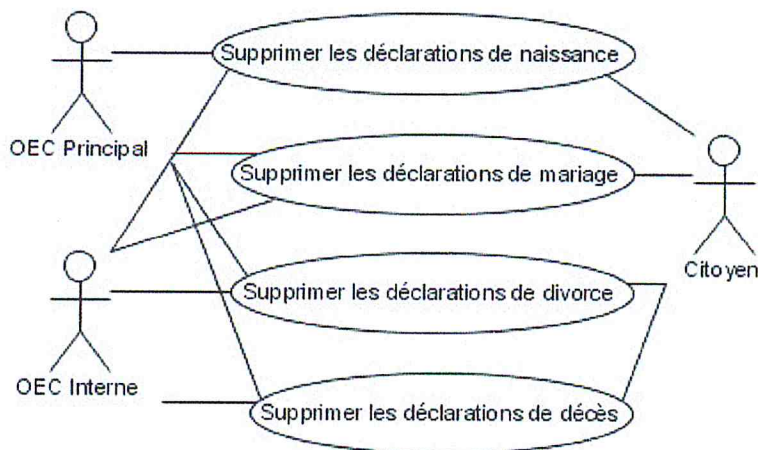 Supprimer les déclarations de naissance
OEC Principal
Supprimer les déclarations de mariage
Citoyen
Supprimer les déclarations de divorce
OEC Interne
Supprimer les déclarations de décès